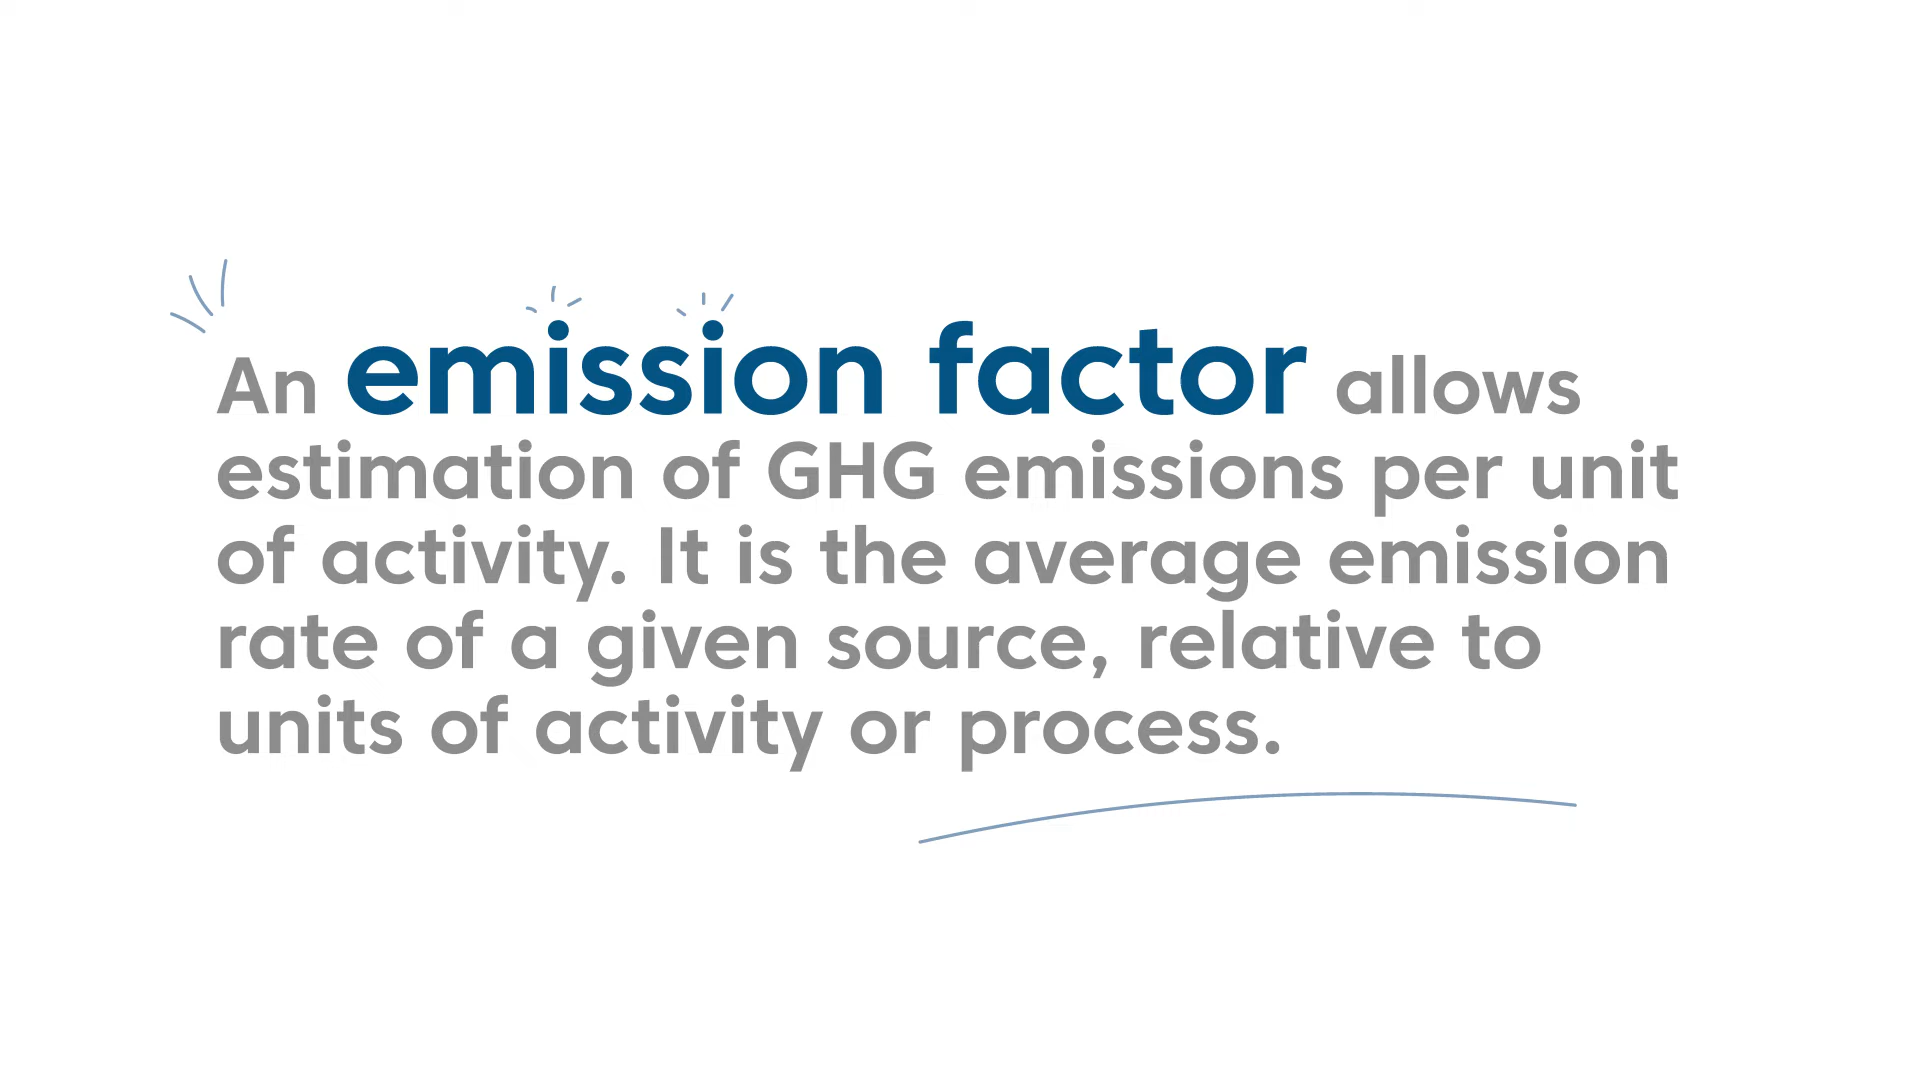 An emission factor allows
estimation of GHG emissions per unit
of activity. It is the average emission
rate of a given source, relative to
units of activity or process.